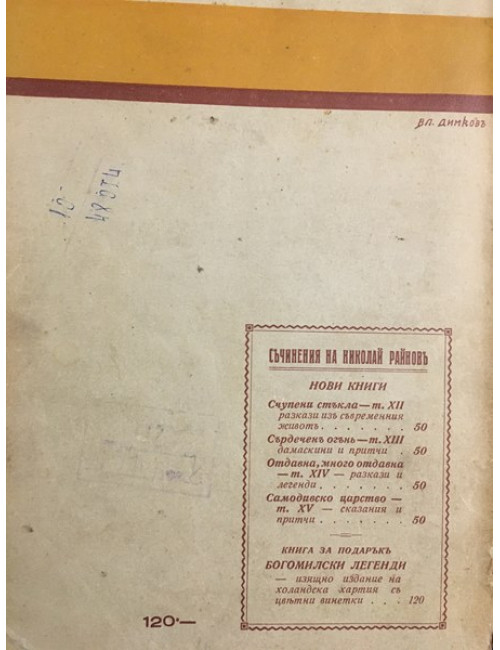 ВЛ. ДИМКОВЪ
СЪЧИНЕНИЯ НА НИКОЛАЙ РАЙНОВЪ
НОВИ КНИГИ
Счупени стъкла—т. XII
разкази изъ съвременния
животъ . . . . . . . 50
Сърдеченъ огънь—т. XIII
дамаскини и притчи . 50
Отдавна, много отдавна
—т. XIV — разкази и
легенди . . . . . . . 50
Самодивско царство —
т. XV — сказания и
притчи . . . . . . . 50
КНИГА ЗА ПОДАРЪКЪ
БОГОМИЛСКИ ЛЕГЕНДИ
— изящно издание на
холандска хартия съ
цвѣтни винетки . . . 120
120·—